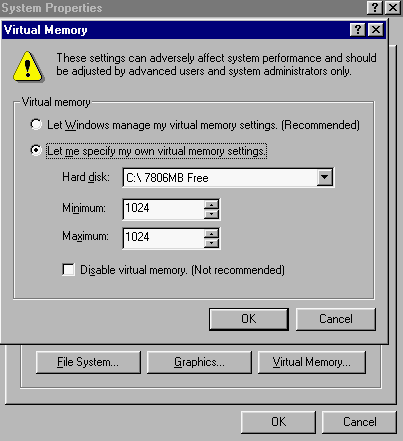 System Properties
Virtual Memory
These settings can adversely affect system performance and should
be adjusted by advanced users and system administrators only.
Virtual memory
Let Windows manage my virtual memory settings. (Recommended)
Let me specify my own virtual memory settings.
Hard disk: C:\ 7806MB Free
Minimum: 1024
Maximum: 1024
Disable virtual memory. (Not recommended)
OK Cancel
File System... Graphics... Virtual Memory...
OK Cancel